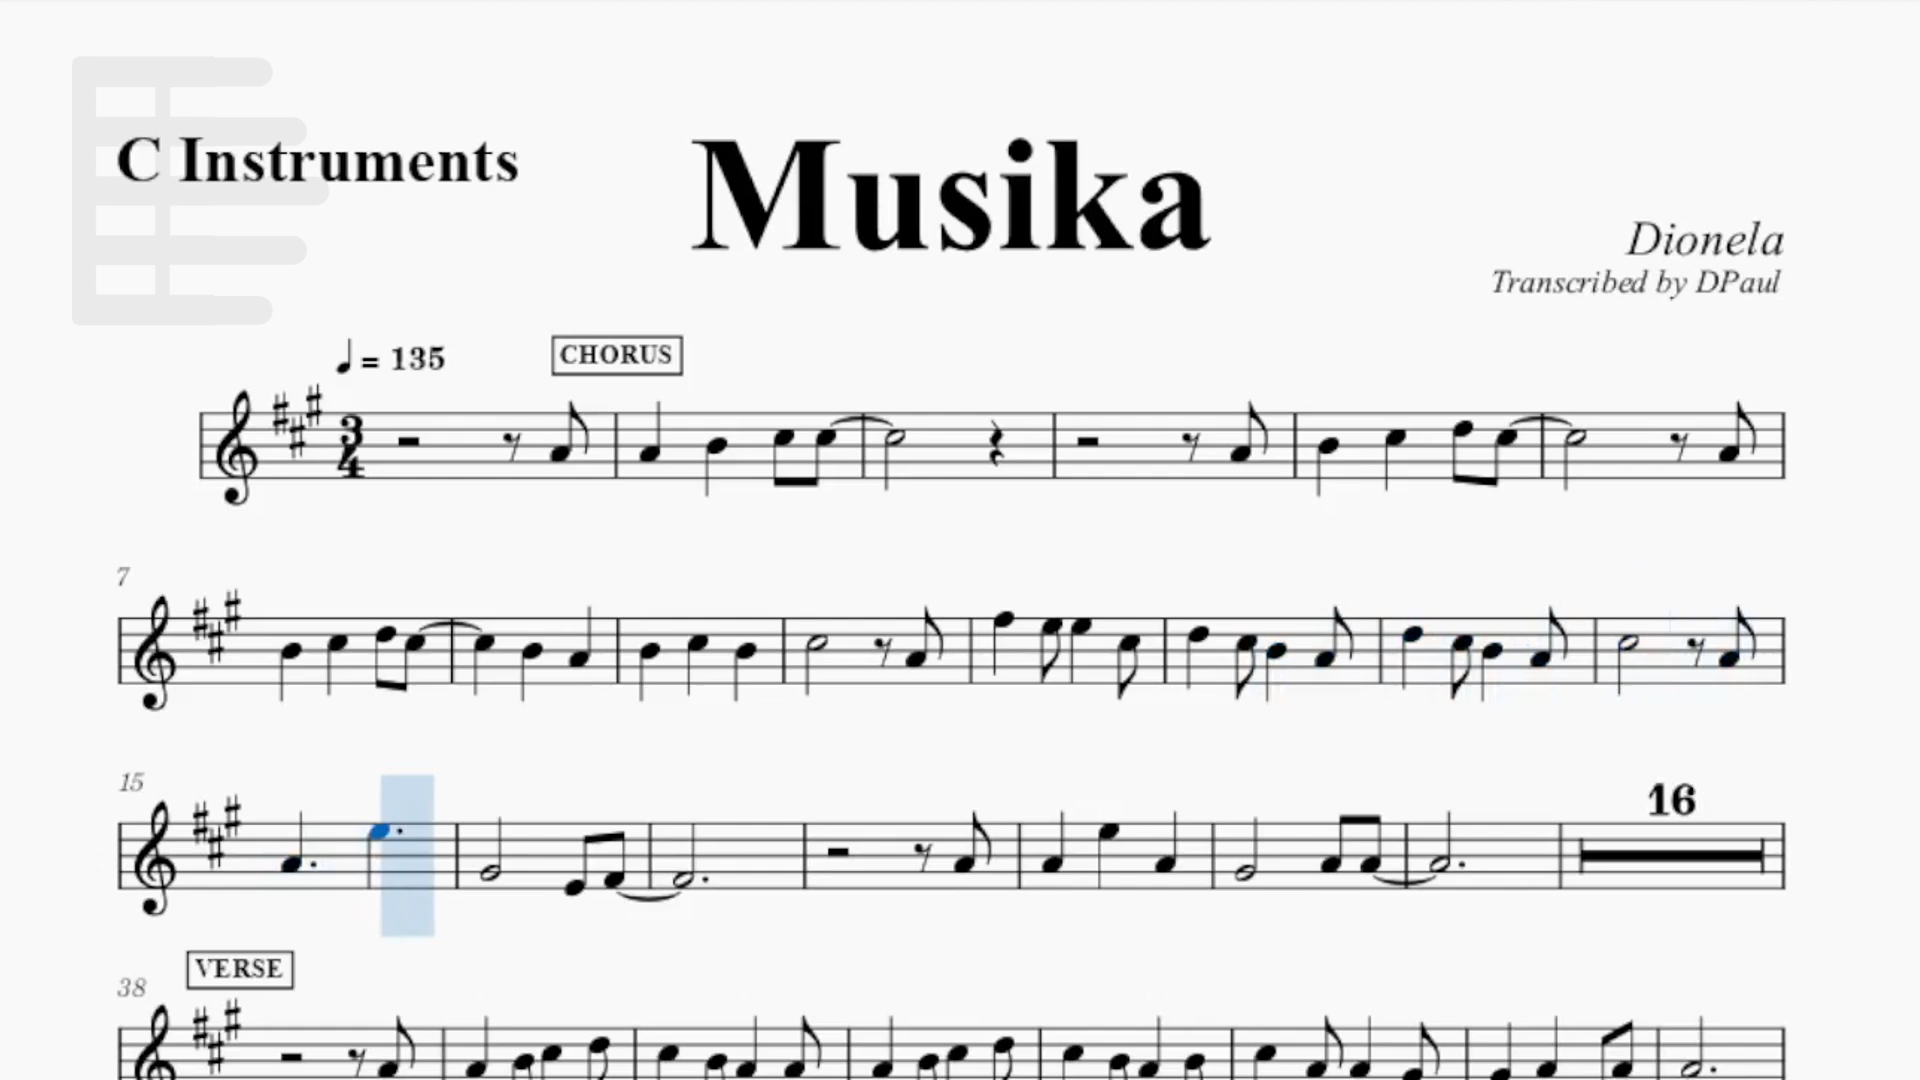 C Instruments
Musika
Dionela
Transcribed by DPaul
= 135
CHORUS
3
4
7
15
16
VERSE
38